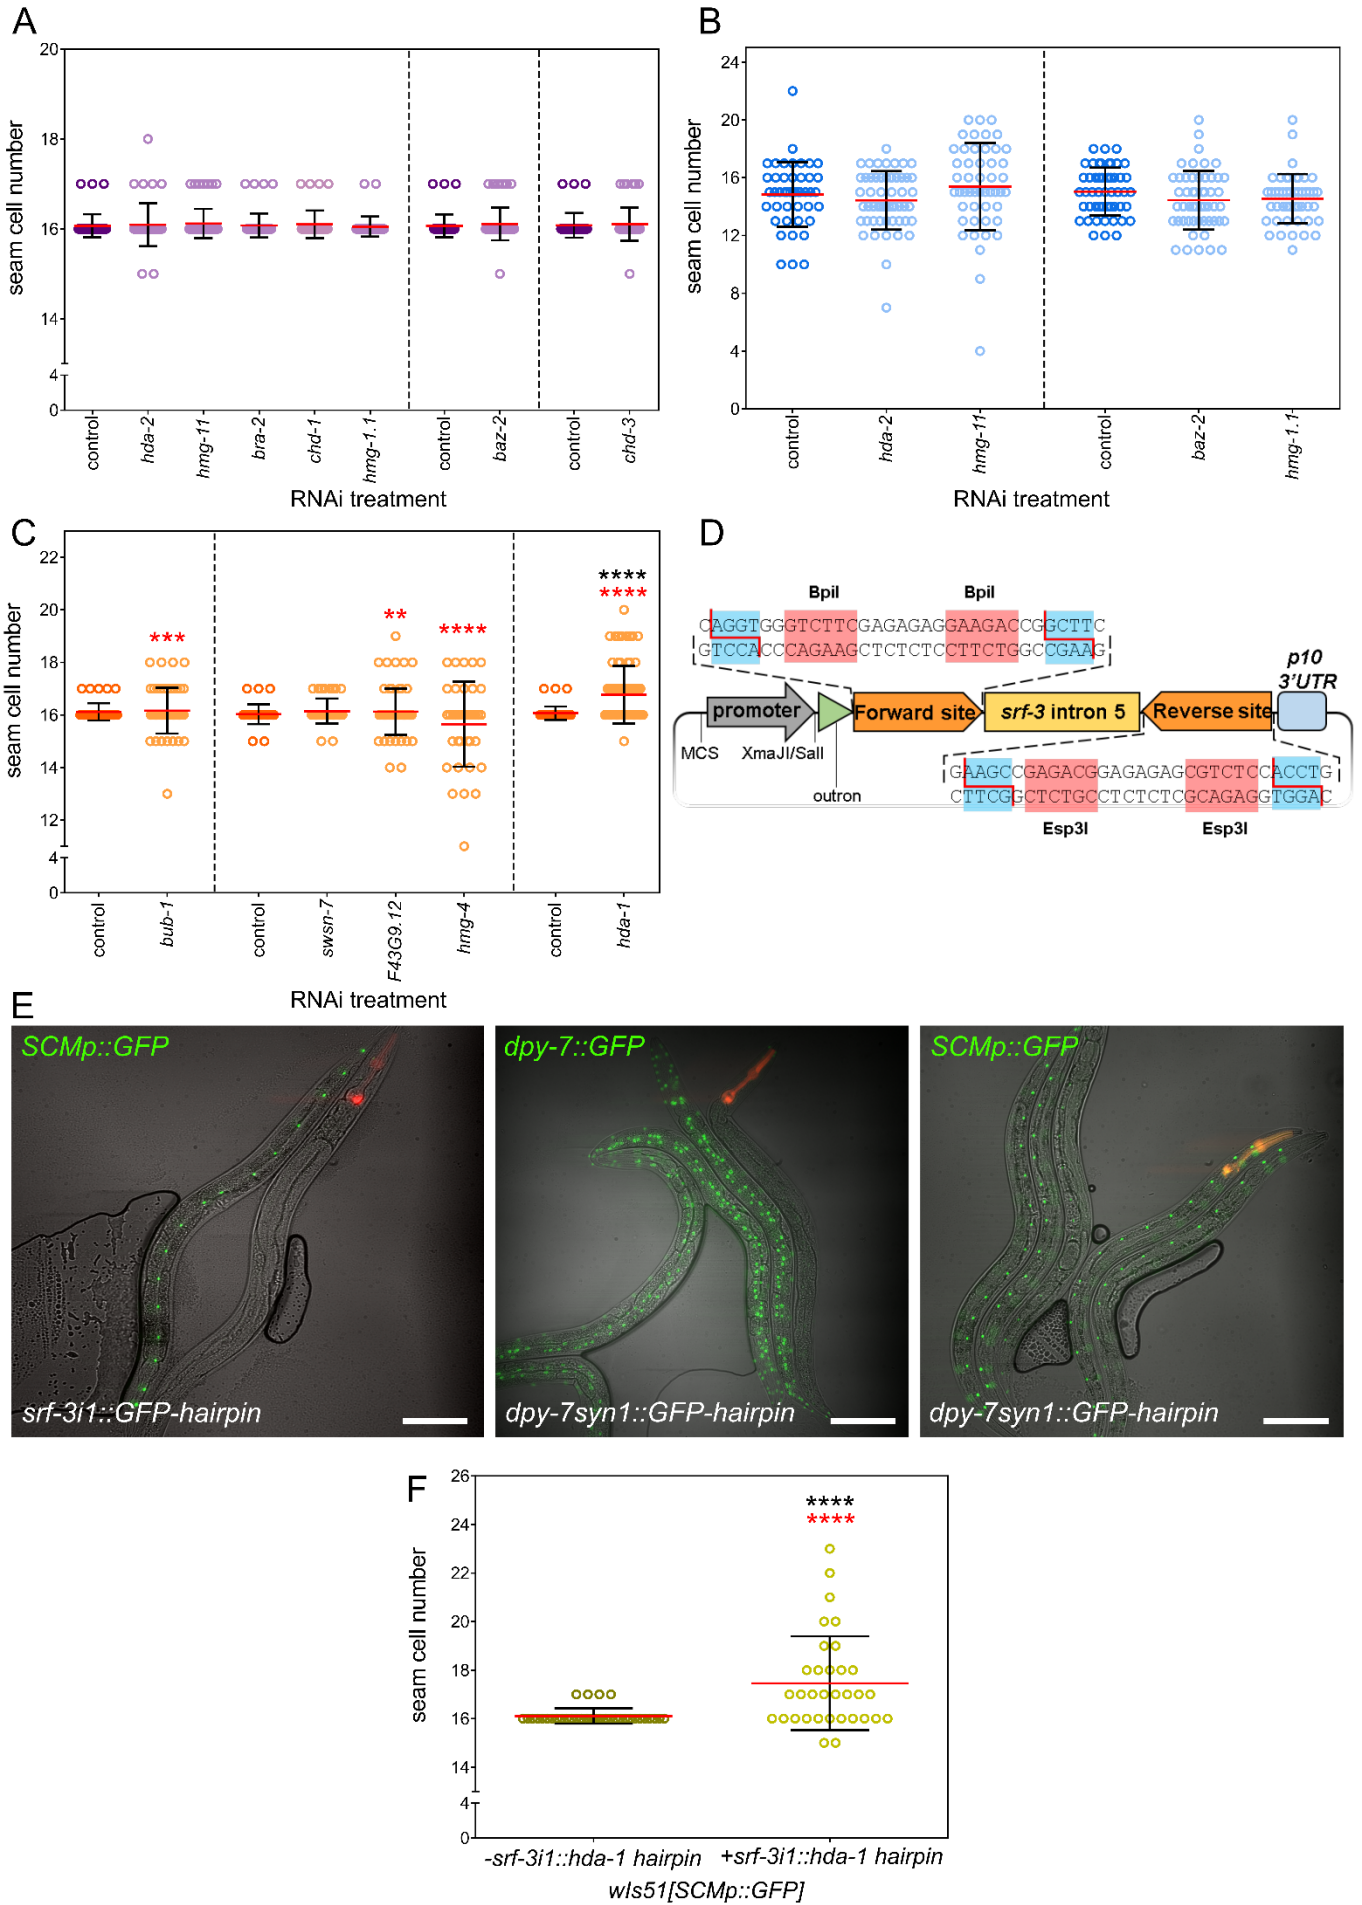 A
20
18
16
14
4
0
seam cell number
control
hda-2
hmg-11
bra-2
chd-1
hmg-1.1
control
baz-2
control
chd-3
RNAi treatment
B
24
20
16
12
8
4
0
seam cell number
control
hda-2
hmg-11
control
baz-2
hmg-1.1
RNAi treatment
C
22
20
18
16
14
12
4
0
seam cell number
***
**
****
****
****
control
bub-1
control
swsn-7
F43G9.12
hmg-4
control
hda-1
RNAi treatment
D
BpiI BpiI
CAGGTGGGTCTTCGAGAGAGGAAGACCGGCTTC
GTCCACCCAGAAGCTCTCTCCTTCTGGCCGAAG
p10
3'UTR
promoter
Forward site
srf-3 intron 5
Reverse site
MCS
XmaJI/SalI
outron
GAAGCCGAGACGGAGAGAGCGTCTCCACCTG
CTTCGGCTCTGCCTCTCTCGCAGAGGTGGAC
Esp3I Esp3I
E
SCMp::GFP
srf-3i1::GFP-hairpin
dpy-7::GFP
dpy-7syn1::GFP-hairpin
SCMp::GFP
dpy-7syn1::GFP-hairpin
F
26
24
22
20
18
16
14
4
0
seam cell number
****
****
-srf-3i1::hda-1 hairpin
+srf-3i1::hda-1 hairpin
wIs51[SCMp::GFP]